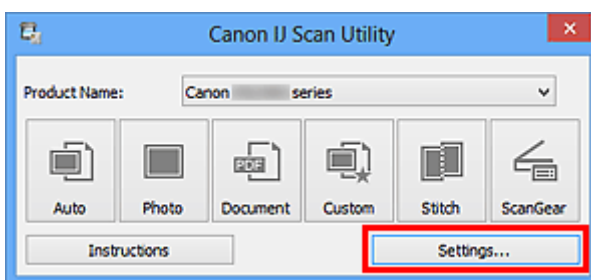 Canon IJ Scan Utility
Product Name: Canon series
Auto Photo Document Custom Stitch ScanGear
Instructions Settings...